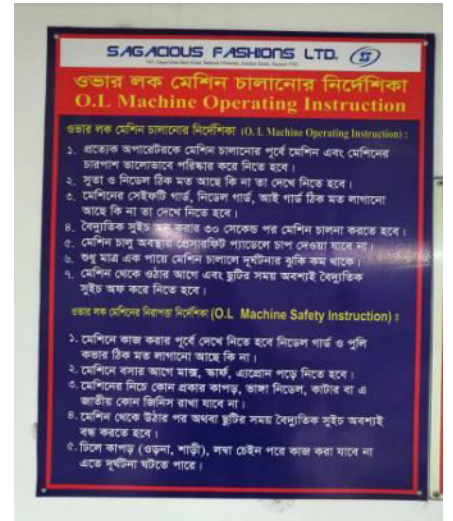 SAGACIOUS FASHIONS LTD.
ওভার লক মেশিন চালানোর নির্দেশিকা
O.L Machine Operating Instruction
ওভার লক মেশিন চালানোর নির্দেশিকা (O. L Machine Operating Instruction) :
১. প্রত্যেক অপারেটরকে মেশিন চালানোর পূর্বে মেশিন এবং মেশিনের
চারপাশ ভালোভাবে পরিষ্কার করে নিতে হবে।
২. সুতা ও নিডেল ঠিক মত আছে কি না তা দেখে নিতে হবে।
৩. মেশিনের সেইফটি গার্ড, নিডেল গার্ড, আই গার্ড ঠিক মত লাগানো
আছে কি না তা দেখে নিতে হবে।
৪. বৈদ্যুতিক সুইচ করার ৩০ সেকেন্ড পর মেশিন চালনা করতে হবে।
৫. মেশিন চালু অবস্থায় প্রেসারফিট প্যাডেলে চাপ দেওয়া যাবে না।
৬. শুধু মাত্র এক পায়ে মেশিন চালালে দূর্ঘটনার ঝুকি কম থাকে।
৭. মেশিন থেকে ওঠার আগে এবং ছুটির সময় অবশ্যই বৈদ্যুতিক
সুইচ অফ করে নিতে হবে।
ওভার লক মেশিনের নিরাপত্তা নির্দেশিকা (O.L Machine Safety Instruction) :
১. মেশিনে কাজ করার পূর্বে দেখে নিতে হবে নিডেল গার্ড ও পুলি
কভার ঠিক মত লাগানো আছে কি না।
২. মেশিনে বসার আগে মাস্ক, স্কার্ফ, এ্যাপ্রোন পড়ে নিতে হবে।
৩. মেশিনের নিচে কোন প্রকার কাপড়, ভাঙ্গা নিডেল, কাটার বা এ
জাতীয় কোন জিনিস রাখা যাবে না।
৪. মেশিন থেকে উঠার পর অথবা ছুটির সময় বৈদ্যুতিক সুইচ অবশ্যই
বন্ধ করতে হবে।
৫. ঢিলে কাপড় (ওড়না, শাড়ী), লম্বা চেইন পরে কাজ করা যাবে না
এতে দূর্ঘটনা ঘটতে পারে।